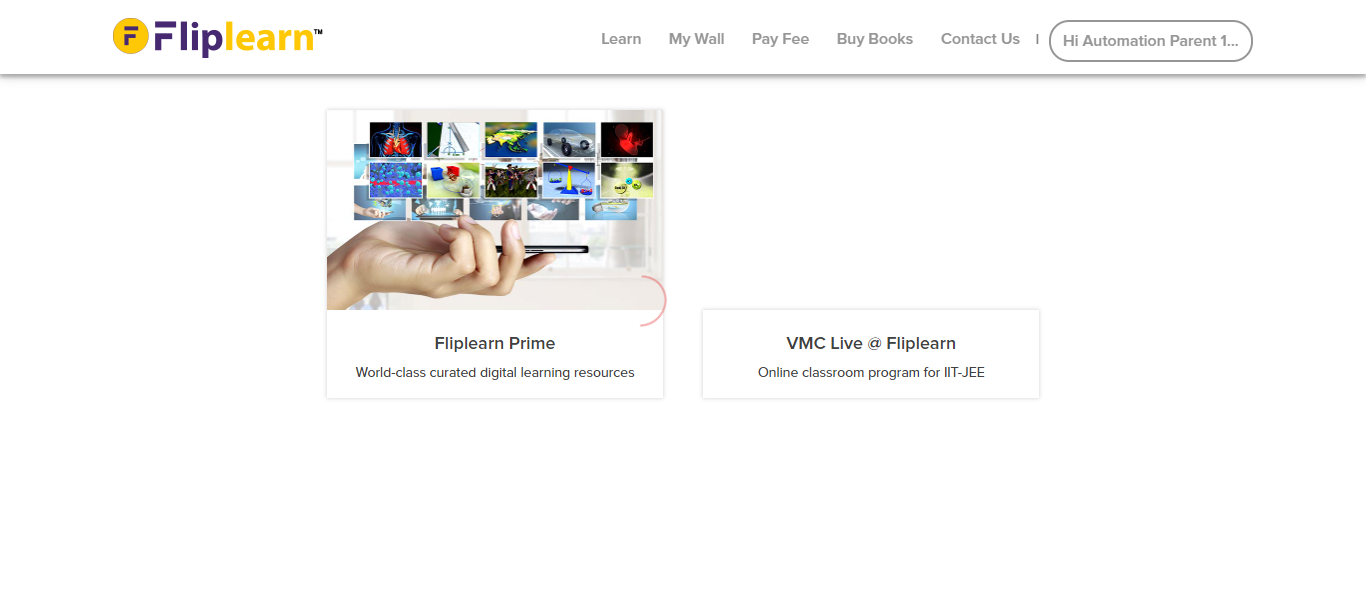 F Fliplearn™
Learn My Wall Pay Fee Buy Books Contact Us | Hi Automation Parent 1...
Fliplearn Prime
World-class curated digital learning resources
VMC Live @ Fliplearn
Online classroom program for IIT-JEE